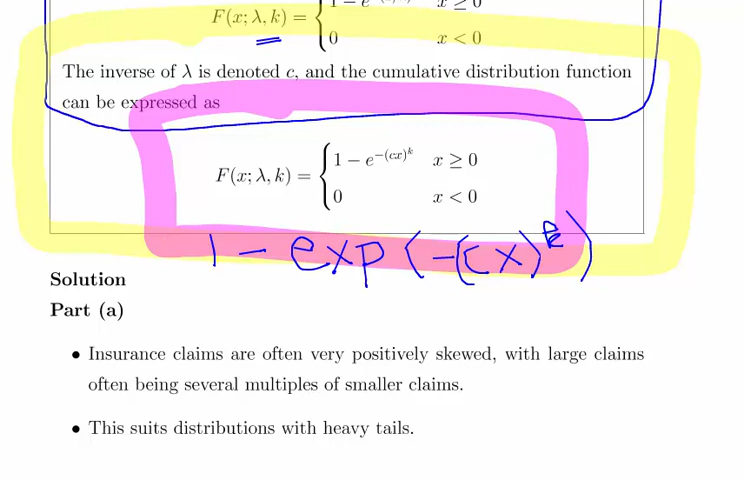 F(x; λ, k) = { 1 − e x ≥ 0
0 x < 0
The inverse of λ is denoted c, and the cumulative distribution function
can be expressed as
F(x; λ, k) = { 1 − e^{−(cx)^k} x ≥ 0
0 x < 0
1 − exp(−(cx)^k)
Solution
Part (a)
• Insurance claims are often very positively skewed, with large claims
often being several multiples of smaller claims.
• This suits distributions with heavy tails.